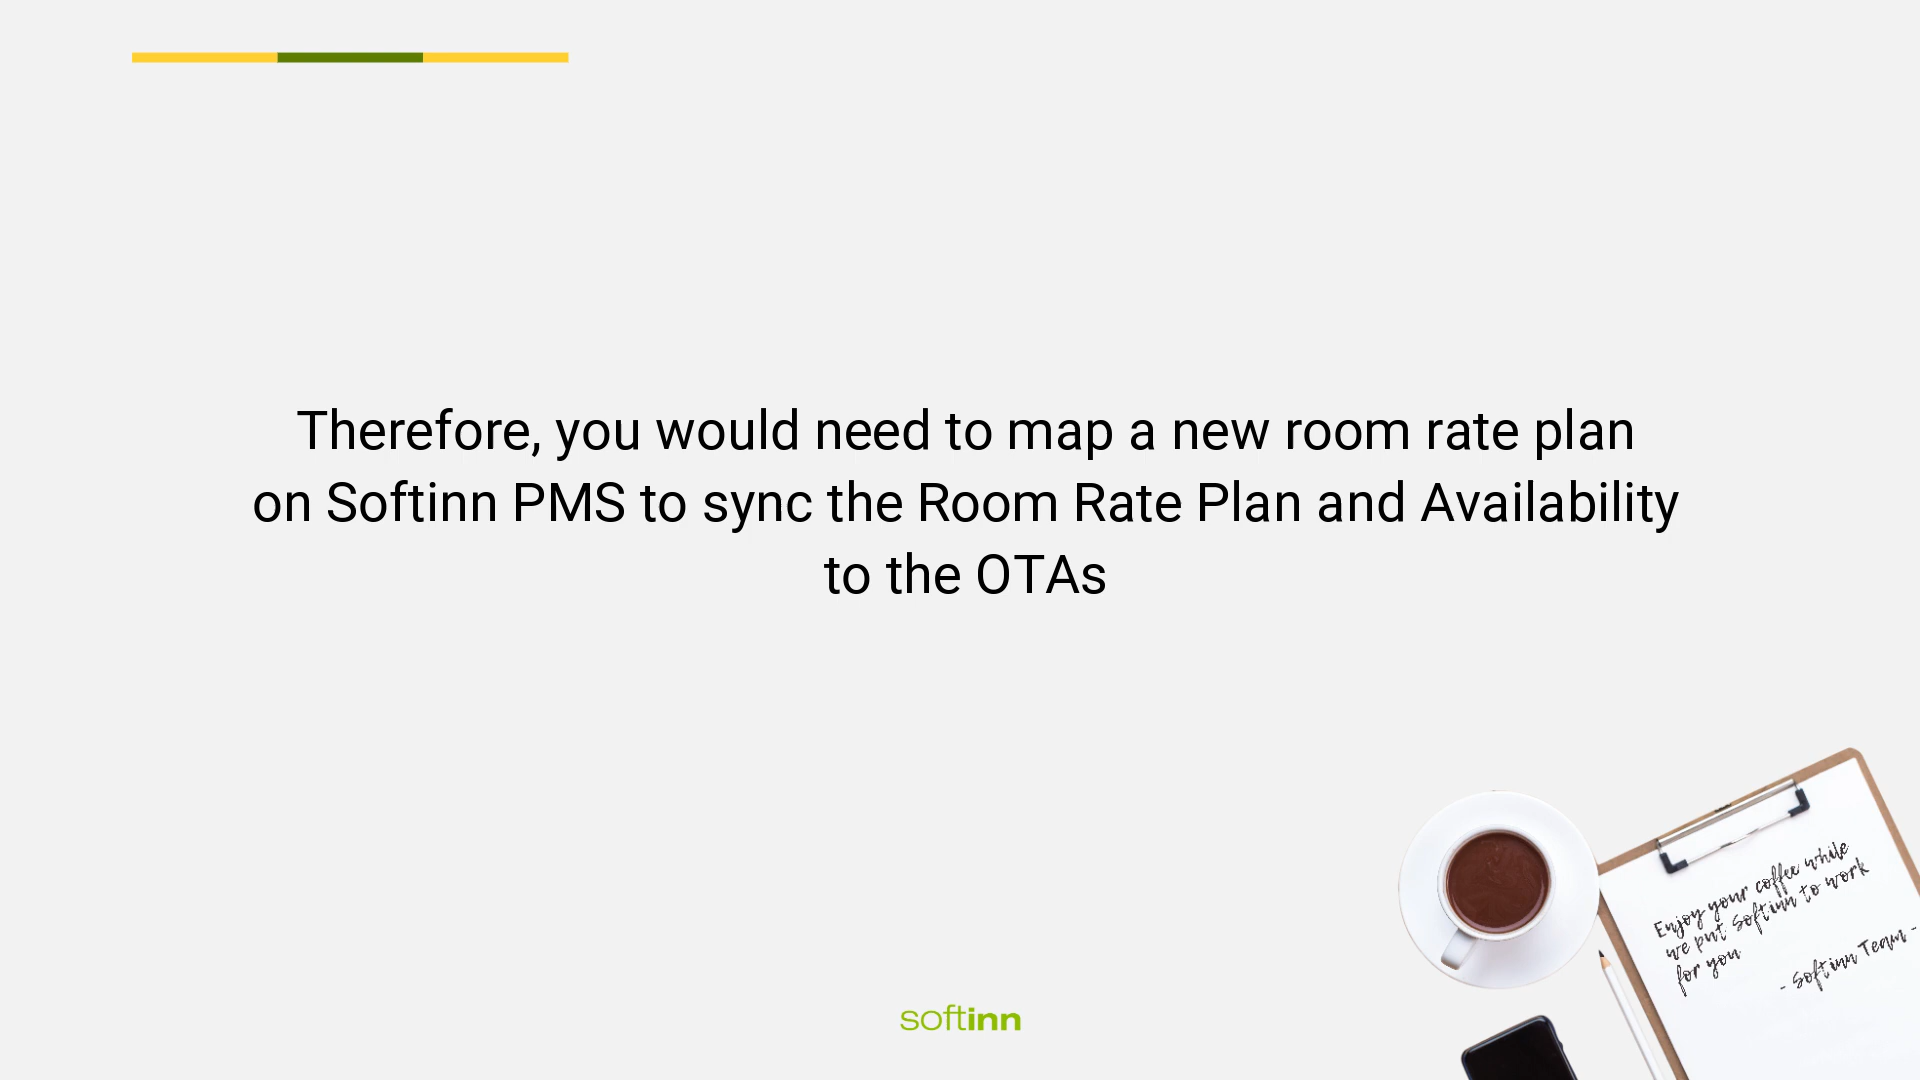 Therefore, you would need to map a new room rate plan
on Softinn PMS to sync the Room Rate Plan and Availability
to the OTAs
Enjoy your coffee while
we put Softinn to work
for you
- Softinn Team -
softinn